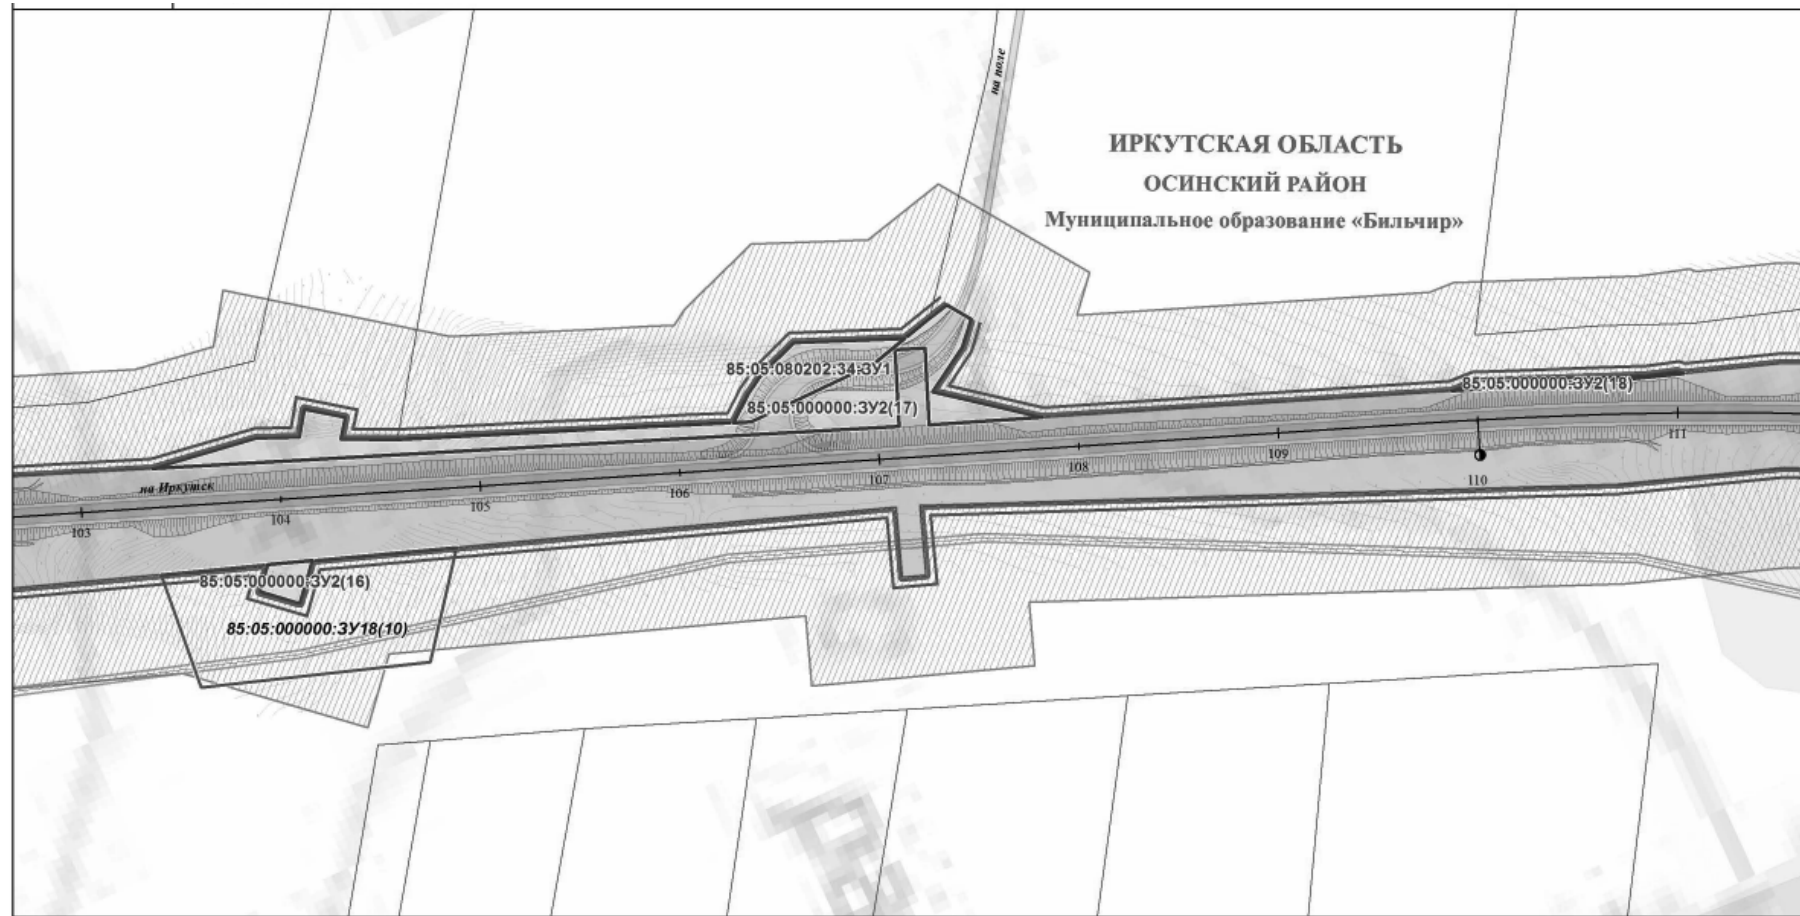 на поле
ИРКУТСКАЯ ОБЛАСТЬ
ОСИНСКИЙ РАЙОН
Муниципальное образование «Бильчир»
85:05:080202:34:ЗУ1
85:05:000000:ЗУ2(17)
85:05:000000:ЗУ2(18)
на Иркутск
103
104
105
106
107
108
109
110
111
85:05:000000:ЗУ2(16)
85:05:000000:ЗУ18(10)